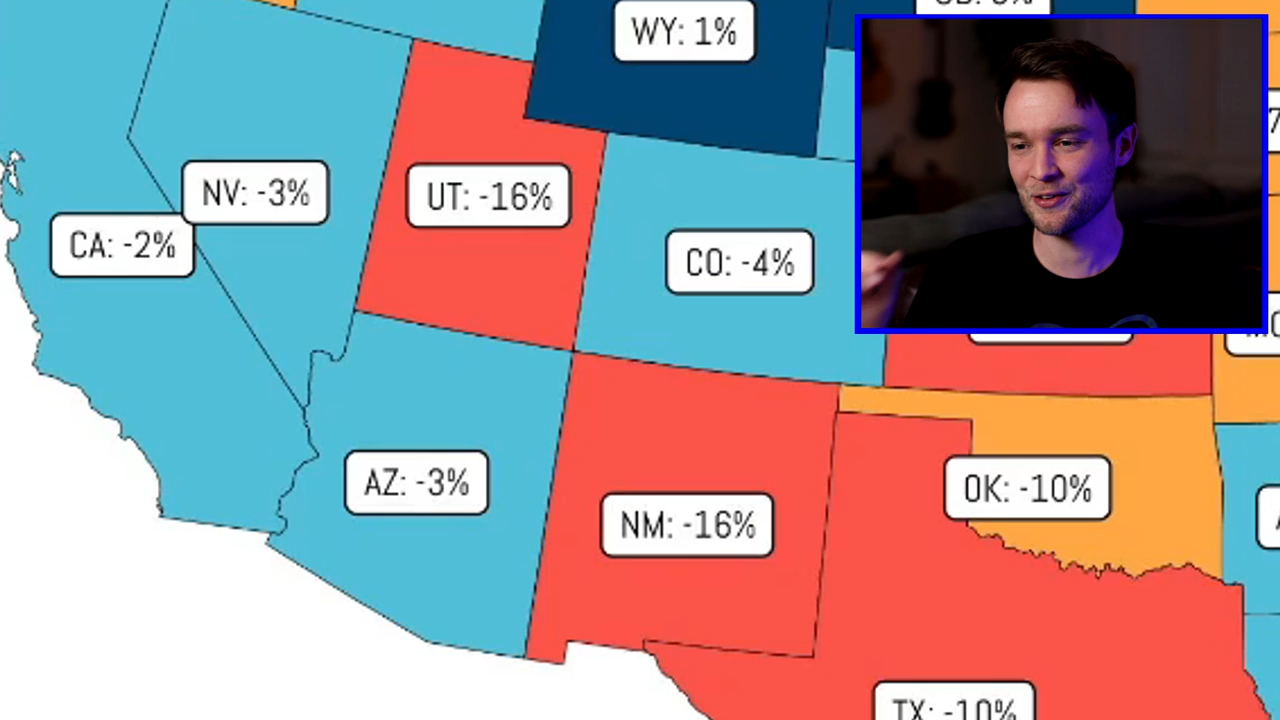 WY: 1%
NV: -3%
UT: -16%
CA: -2%
CO: -4%
AZ: -3%
OK: -10%
NM: -16%
TX: -10%